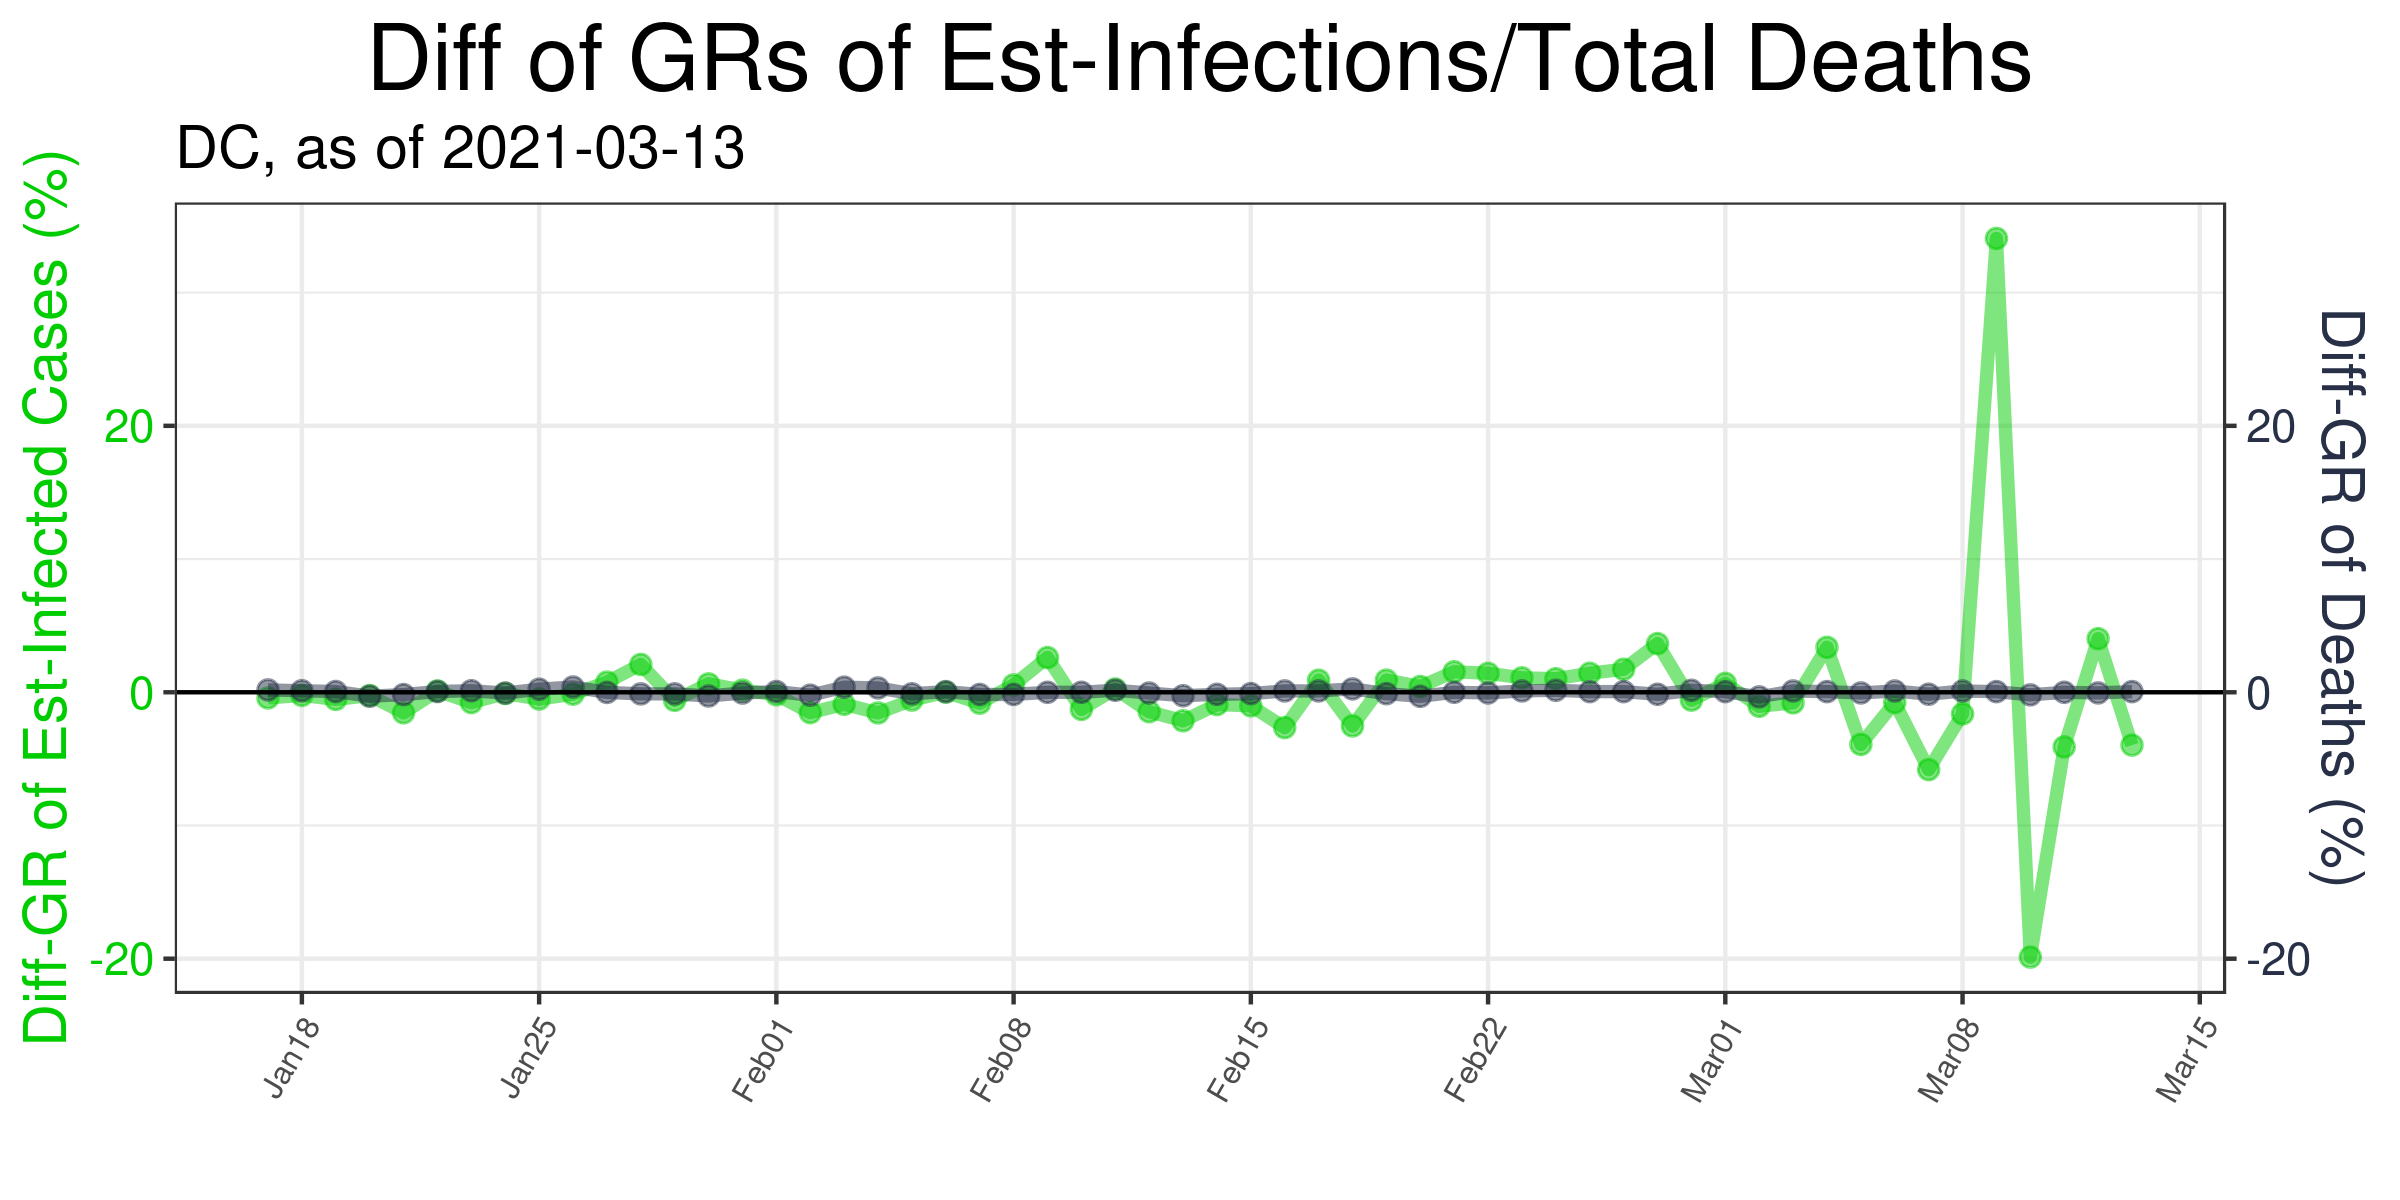 Diff of GRs of Est-Infections/Total Deaths
DC, as of 2021-03-13
Diff-GR of Est-Infected Cases (%)
20
0
-20
20
0
-20
Diff-GR of Deaths (%)
Jan18
Jan25
Feb01
Feb08
Feb15
Feb22
Mar01
Mar08
Mar15